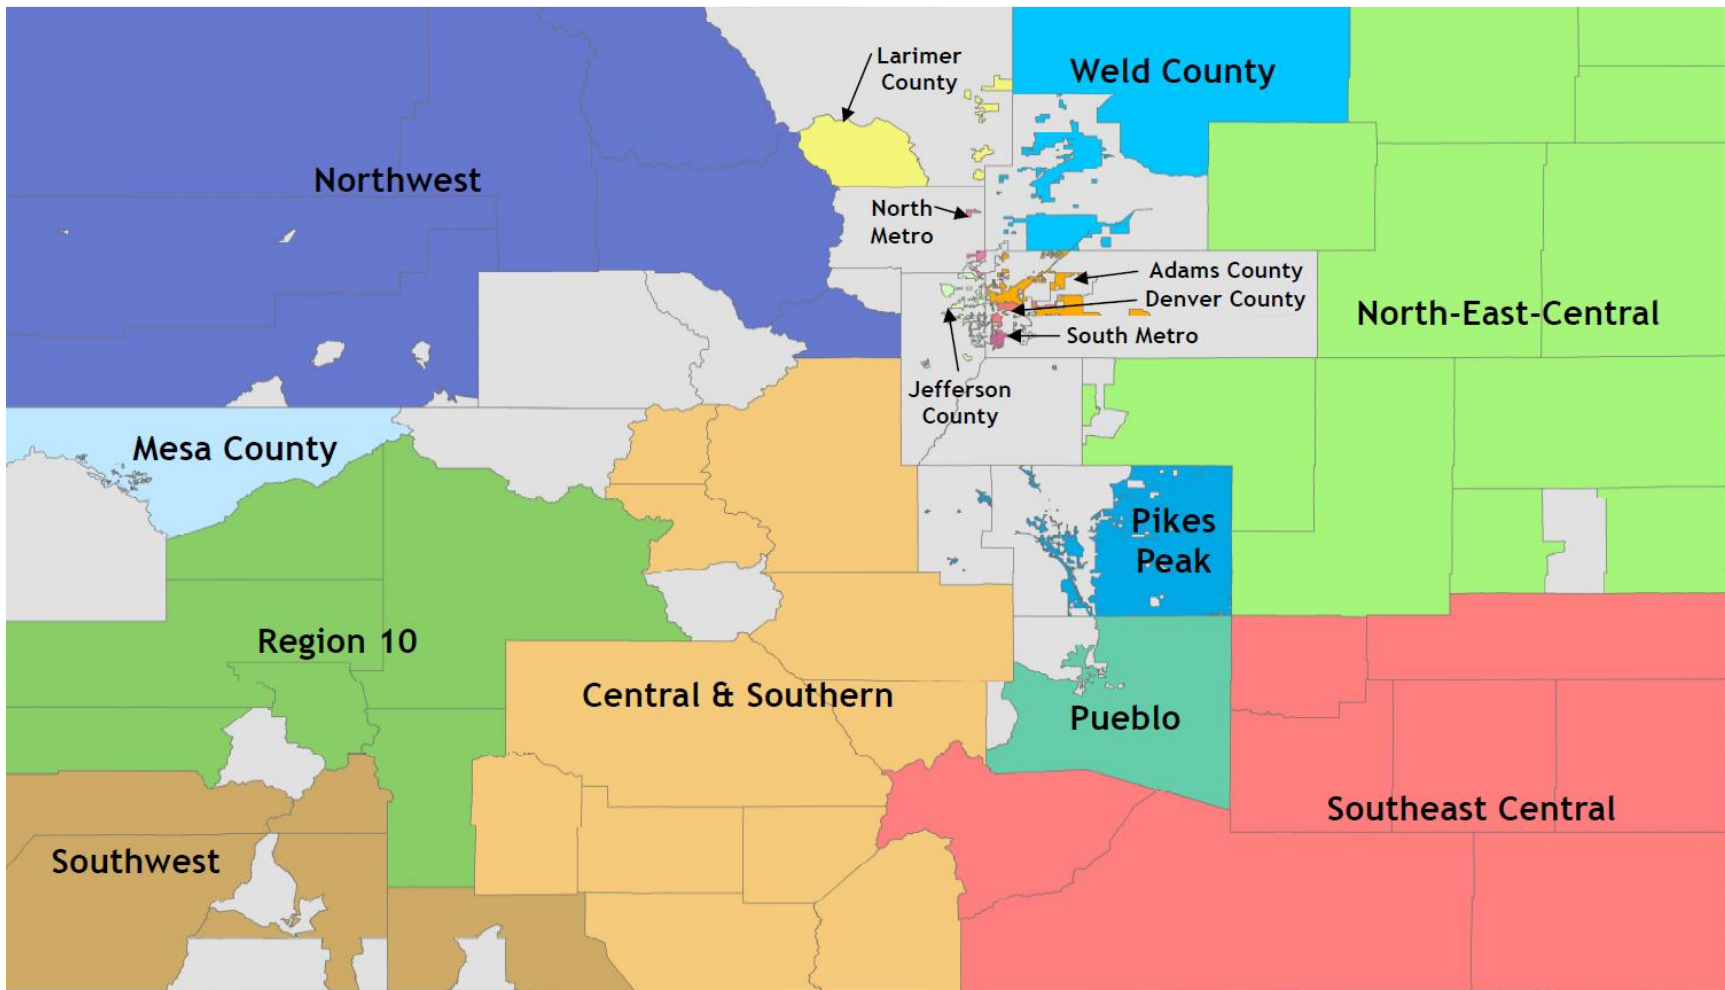 Larimer
County
Weld County
Northwest
North
Metro
Adams County
Denver County
North-East-Central
South Metro
Jefferson
County
Mesa County
Pikes
Peak
Region 10
Central & Southern
Pueblo
Southeast Central
Southwest